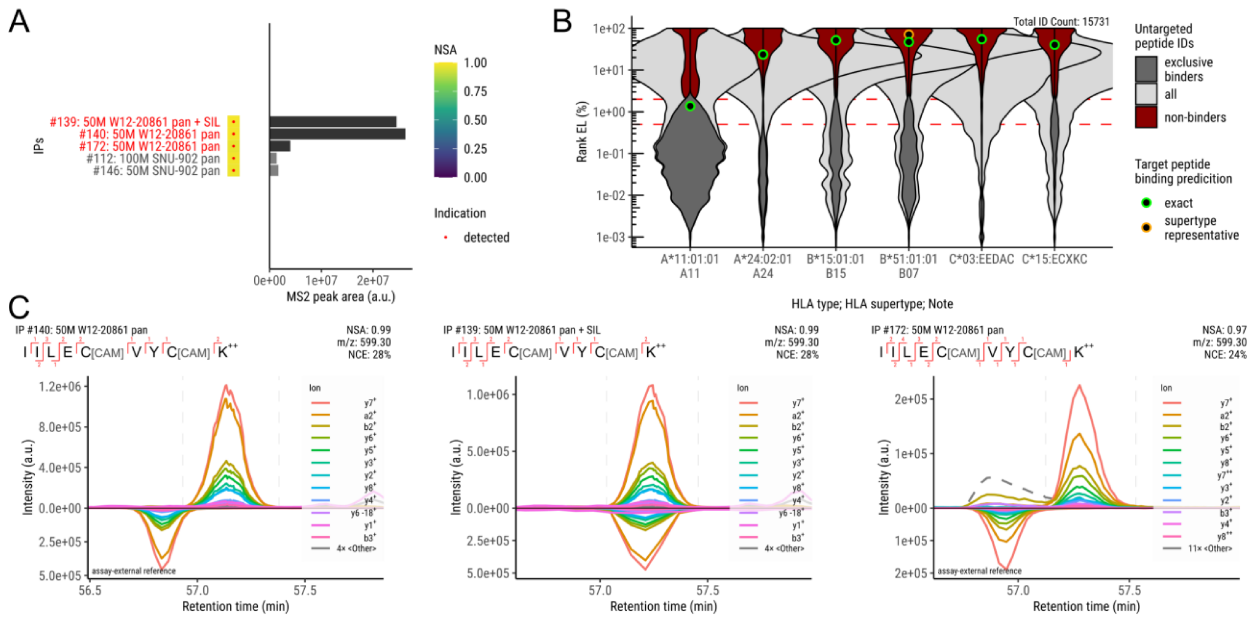 A
IPs
#139: 50M W12-20861 pan + SIL
#140: 50M W12-20861 pan
#172: 50M W12-20861 pan
#112: 100M SNU-902 pan
#146: 50M SNU-902 pan
0e+00 1e+07 2e+07
MS2 peak area (a.u.)
NSA
1.00
0.75
0.50
0.25
0.00
Indication
detected
B
Total ID Count: 15731
Rank EL (%)
1e+02
1e+01
1e+00
1e-01
1e-02
1e-03
A*11:01:01 A*24:02:01 B*15:01:01 B*51:01:01 C*03:EEDAC C*15:ECXKC
A11 A24 B15 B07
HLA type; HLA supertype; Note
Untargeted
peptide IDs
exclusive
binders
all
non-binders
Target peptide
binding predicition
exact
supertype
representative
C
IP #140: 50M W12-20861 pan
NSA: 0.99
m/z: 599.30
NCE: 28%
I I L E C[CAM] V Y C[CAM] K++
1 3 1 2 1 1 2
2 1
Intensity (a.u.)
1.2e+06
8.0e+05
4.0e+05
0.0e+00
2.5e+05
5.0e+05
Ion
y7+
a2+
b2+
y6+
y5+
y3+
y2+
y8+
y4+
y6 -18+
y1+
b3+
4× <Other>
assay-external reference
56.5 57.0 57.5
Retention time (min)
IP #139: 50M W12-20861 pan + SIL
NSA: 0.99
m/z: 599.30
NCE: 28%
I I L E C[CAM] V Y C[CAM] K++
2 1
Intensity (a.u.)
1.0e+06
5.0e+05
0.0e+00
2.5e+05
5.0e+05
Ion
y7+
a2+
b2+
y6+
y5+
y3+
y2+
y8+
y4+
y6 -18+
y1+
b3+
4× <Other>
57.0 57.5
Retention time (min)
IP #172: 50M W12-20861 pan
NSA: 0.97
m/z: 599.30
NCE: 24%
I I L E C[CAM] V Y C[CAM] K++
Intensity (a.u.)
2e+05
1e+05
0e+00
1e+05
2e+05
Ion
y7+
a2+
b2+
y6+
y5+
y8+
y7++
y3+
y2+
b3+
y4+
y8++
11× <Other>
assay-external reference
57.0 57.5
Retention time (min)